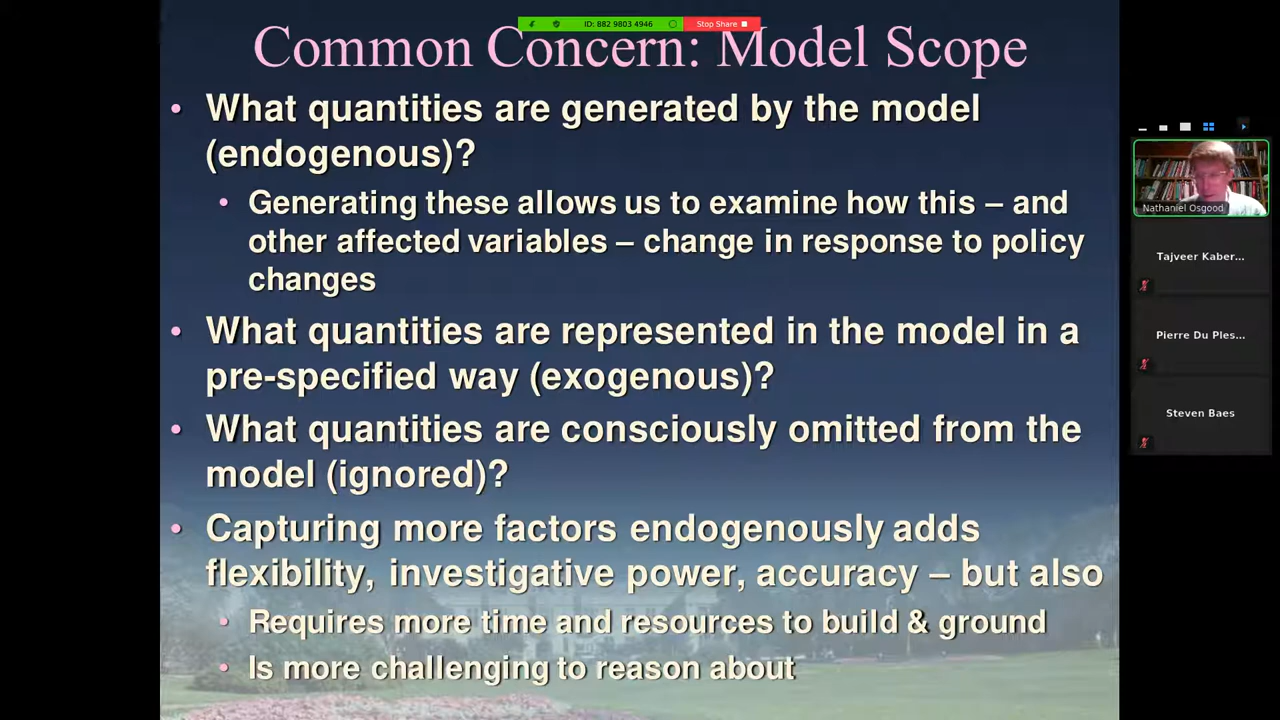 ID: 882 9803 4946
Stop Share
Common Concern: Model Scope
• What quantities are generated by the model
(endogenous)?
• Generating these allows us to examine how this – and
other affected variables – change in response to policy
changes
• What quantities are represented in the model in a
pre-specified way (exogenous)?
• What quantities are consciously omitted from the
model (ignored)?
• Capturing more factors endogenously adds
flexibility, investigative power, accuracy – but also
• Requires more time and resources to build & ground
• Is more challenging to reason about
Nathaniel Osgood
Tajveer Kaber...
Pierre Du Ples...
Steven Baes